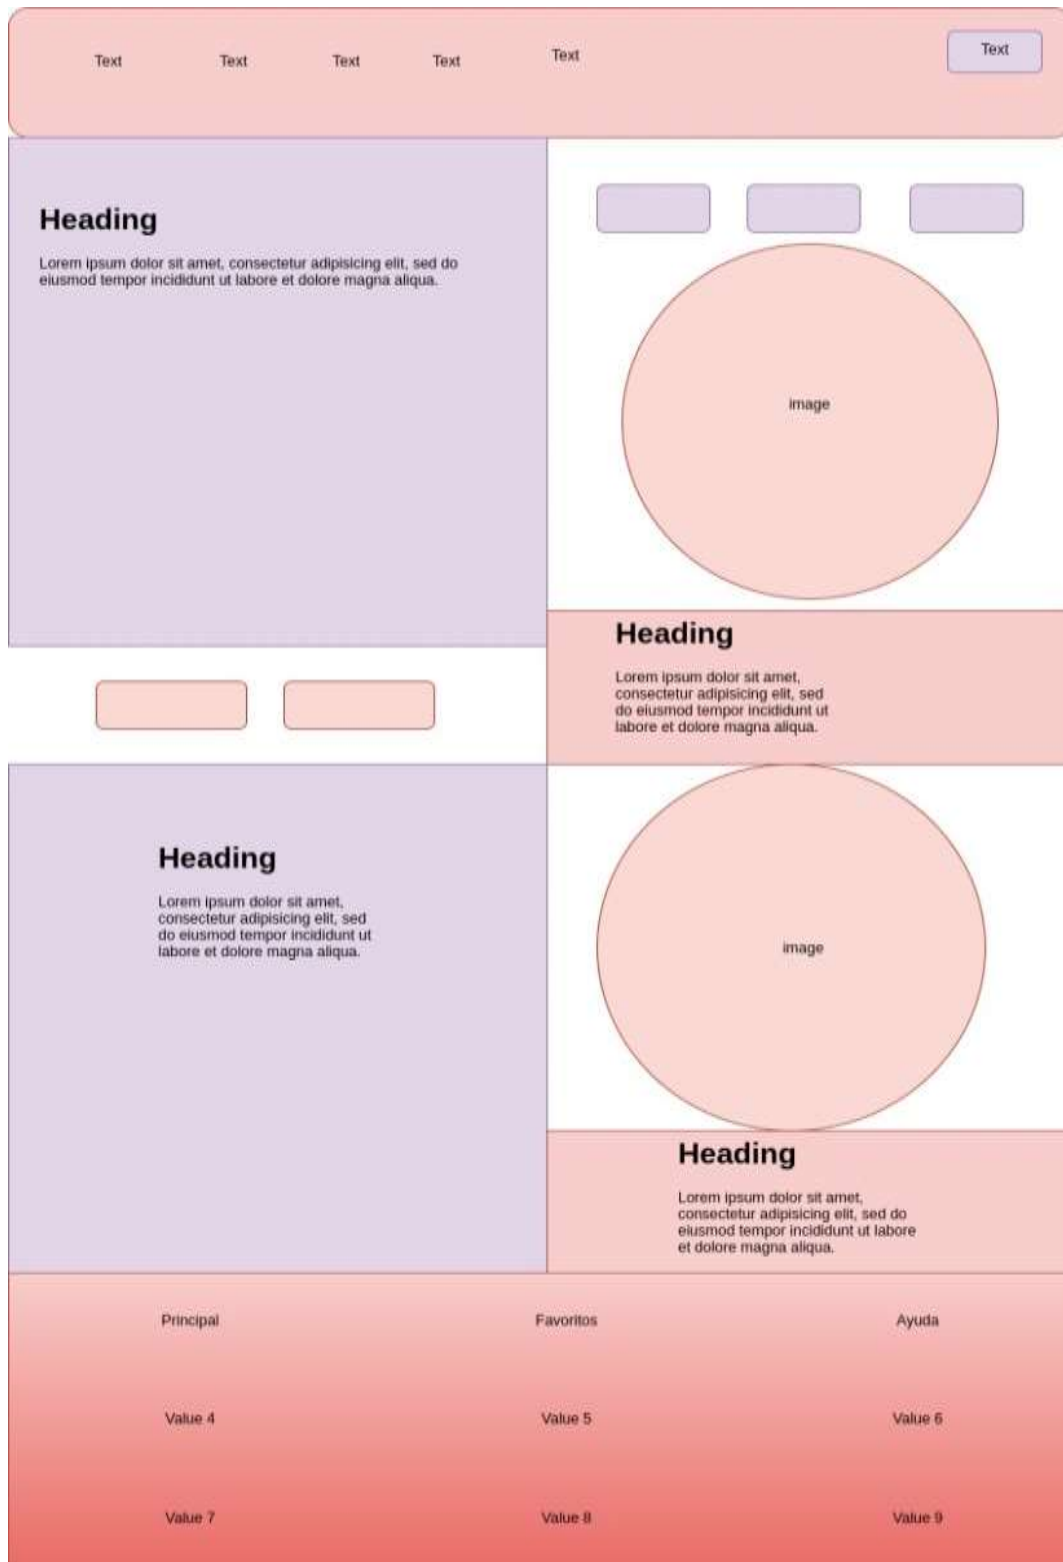 Text
Text
Text
Text
Text
Text
Heading
Lorem ipsum dolor sit amet, consectetur adipisicing elit, sed do
eiusmod tempor incididunt ut labore et dolore magna aliqua.
image
Heading
Lorem ipsum dolor sit amet,
consectetur adipisicing elit, sed
do eiusmod tempor incididunt ut
labore et dolore magna aliqua.
Heading
Lorem ipsum dolor sit amet,
consectetur adipisicing elit, sed
do eiusmod tempor incididunt ut
labore et dolore magna aliqua.
image
Heading
Lorem ipsum dolor sit amet,
consectetur adipisicing elit, sed do
eiusmod tempor incididunt ut labore
et dolore magna aliqua.
Principal
Favoritos
Ayuda
Value 4
Value 5
Value 6
Value 7
Value 8
Value 9